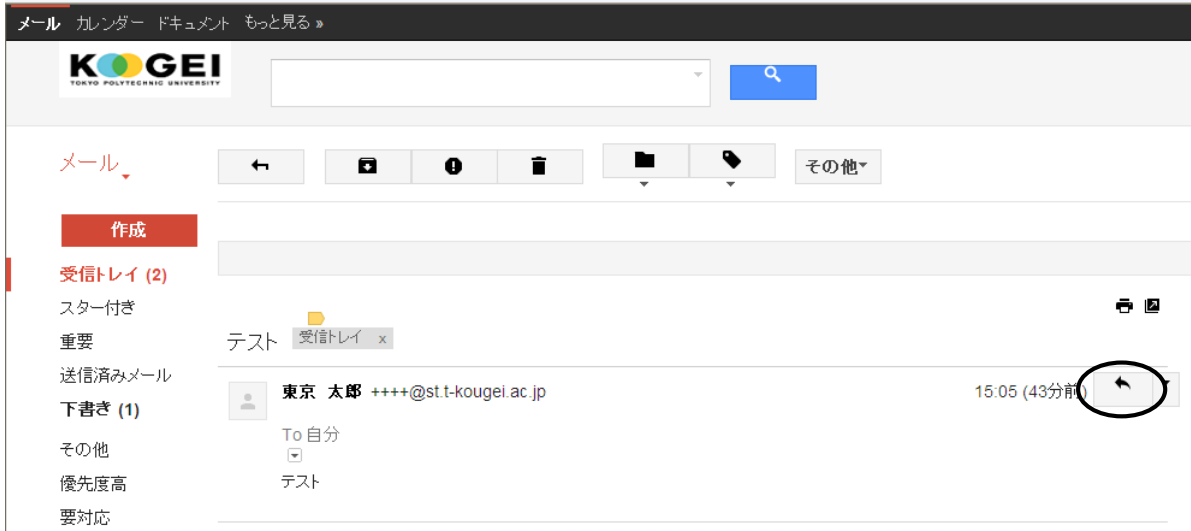 メール カレンダー ドキュメント もっと見る »
KOGEI
TOKYO POLYTECHNIC UNIVERSITY
メール
その他
作成
受信トレイ (2)
スター付き
重要
テスト 受信トレイ x
送信済みメール
東京 太郎 ++++@st.t-kougei.ac.jp 15:05 (43分前)
下書き (1)
To 自分
その他
テスト
優先度高
要対応